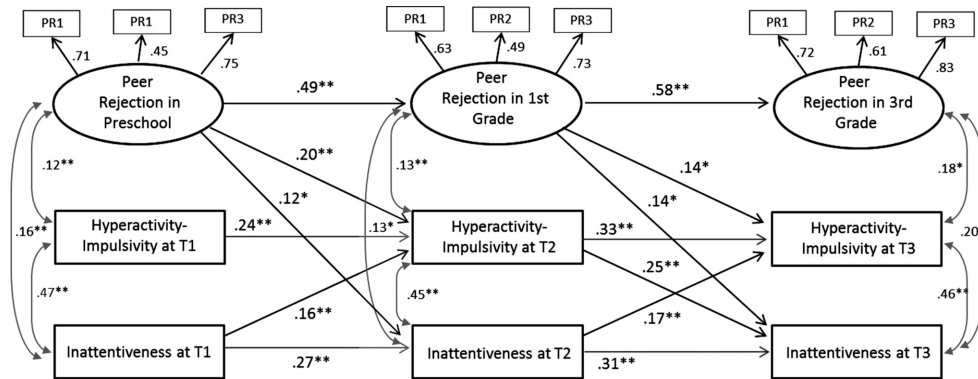 PR1 PR2 PR3 PR1 PR2 PR3 PR1 PR2 PR3
.71 .45 .75 .63 .49 .73 .72 .61 .83
Peer
Rejection in
Preschool
.49**
Peer
Rejection in 1st
Grade
.58**
Peer
Rejection in 3rd
Grade
.12** .20** .13** .14* .18*
.12* .14*
.16** .13* .20
Hyperactivity-
Impulsivity at T1
.24**
Hyperactivity-
Impulsivity at T2
.33**
Hyperactivity-
Impulsivity at T3
.25**
.47** .45** .46**
.16** .17**
Inattentiveness at T1
.27**
Inattentiveness at T2
.31**
Inattentiveness at T3